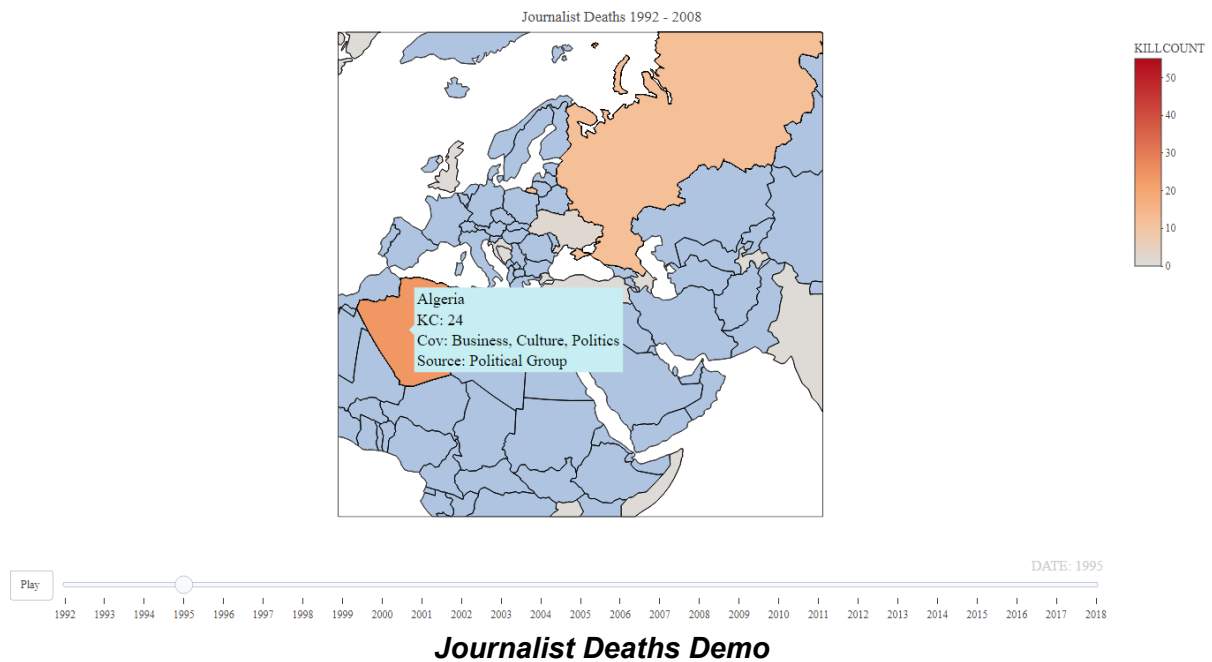 Journalist Deaths 1992 - 2008
KILLCOUNT
50
40
30
20
10
0
Algeria
KC: 24
Cov: Business, Culture, Politics
Source: Political Group
DATE: 1995
Play
1992 1993 1994 1995 1996 1997 1998 1999 2000 2001 2002 2003 2004 2005 2006 2007 2008 2009 2010 2011 2012 2013 2014 2015 2016 2017 2018
Journalist Deaths Demo